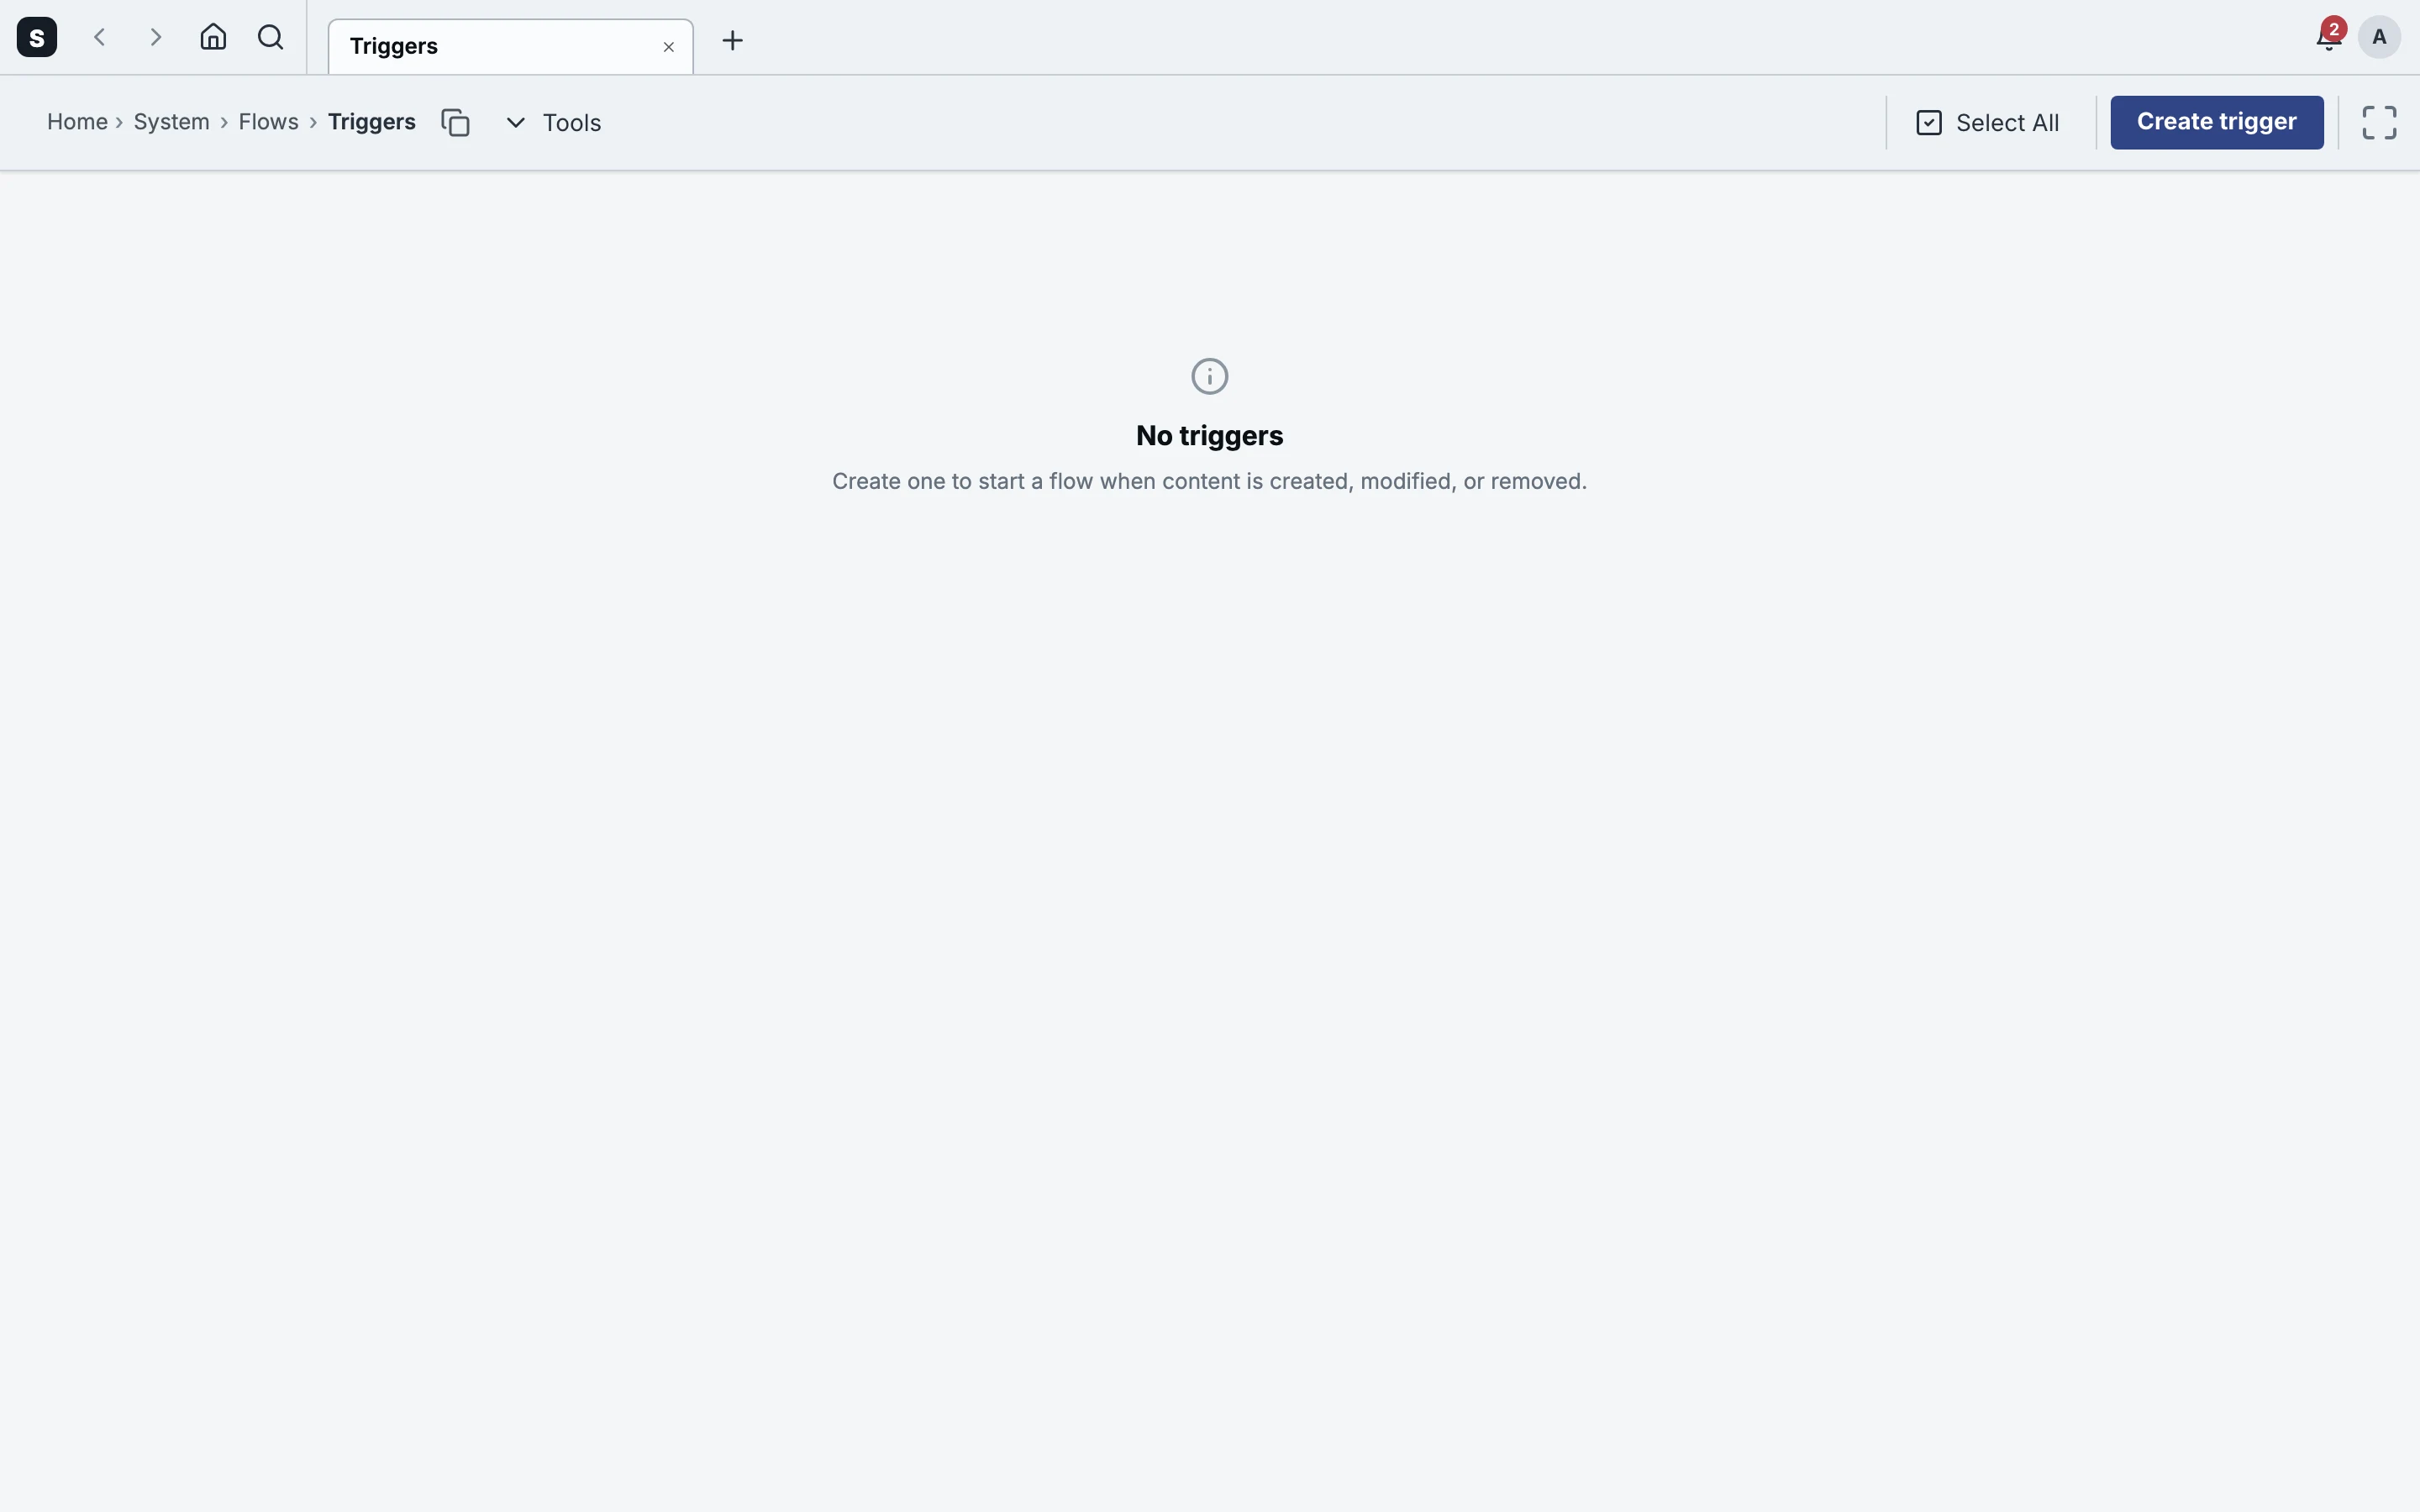 S
Triggers
2
A
Home › System › Flows › Triggers
Tools
Select All
Create trigger
No triggers
Create one to start a flow when content is created, modified, or removed.